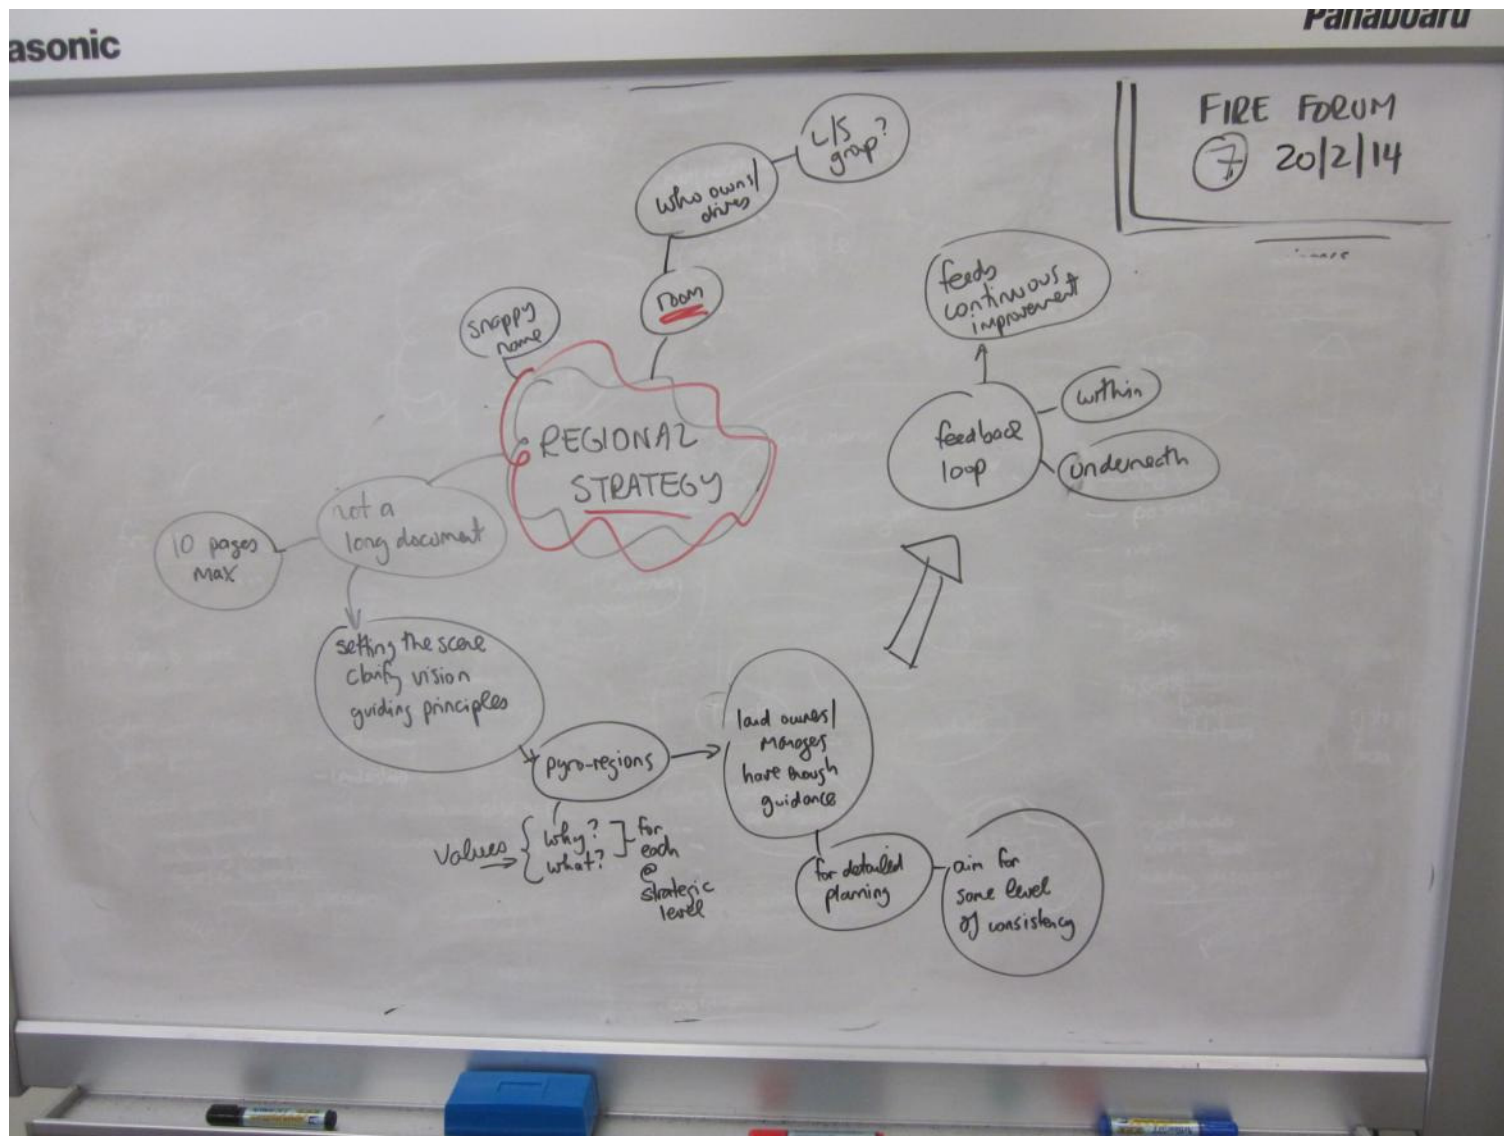 asonic
Panaboard
FIRE FORUM
7 20/2/14
L/S
group?
who owns/
drives
room
snappy
name
REGIONAL
STRATEGY
not a
long document
10 pages
max
setting the scene
clarify vision
guiding principles
pyro-regions
values
why?
what?
for
each
@
strategic
level
land owners/
manages
have enough
guidance
for detailed
planning
aim for
some level
of consistency
feedback
loop
within
underneath
feeds
continuous
improvement